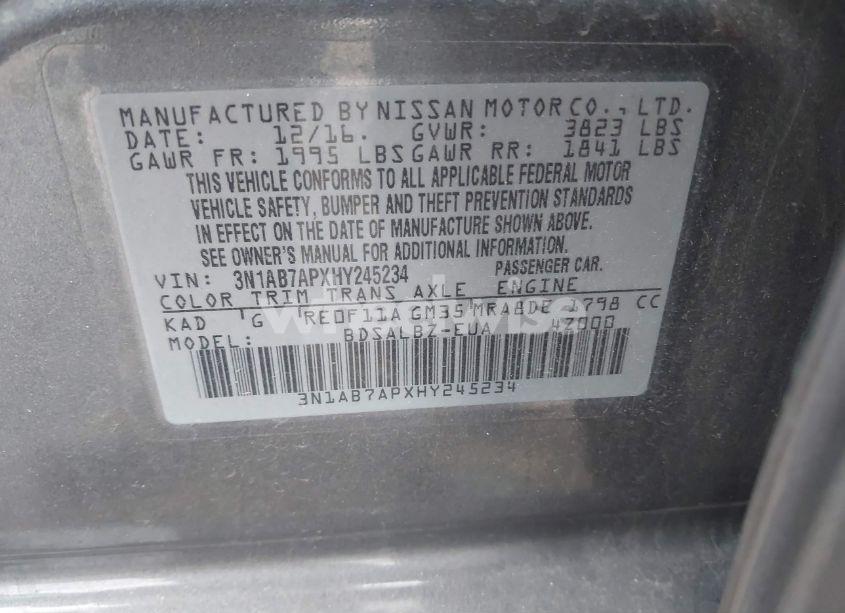 MANUFACTURED BY NISSAN MOTOR CO., LTD.
DATE: 12/16. GVWR: 3823 LBS
GAWR FR: 1995 LBS GAWR RR: 1841 LBS
THIS VEHICLE CONFORMS TO ALL APPLICABLE FEDERAL MOTOR
VEHICLE SAFETY, BUMPER AND THEFT PREVENTION STANDARDS
IN EFFECT ON THE DATE OF MANUFACTURE SHOWN ABOVE.
SEE OWNER'S MANUAL FOR ADDITIONAL INFORMATION.
VIN: 3N1AB7APXHY245234 PASSENGER CAR.
COLOR TRIM TRANS AXLE ENGINE
KAD G RE0F11A GM35 MRA8DE 1798 CC
MODEL: BDSALBZ-EUA 4Z000
3N1AB7APXHY245234